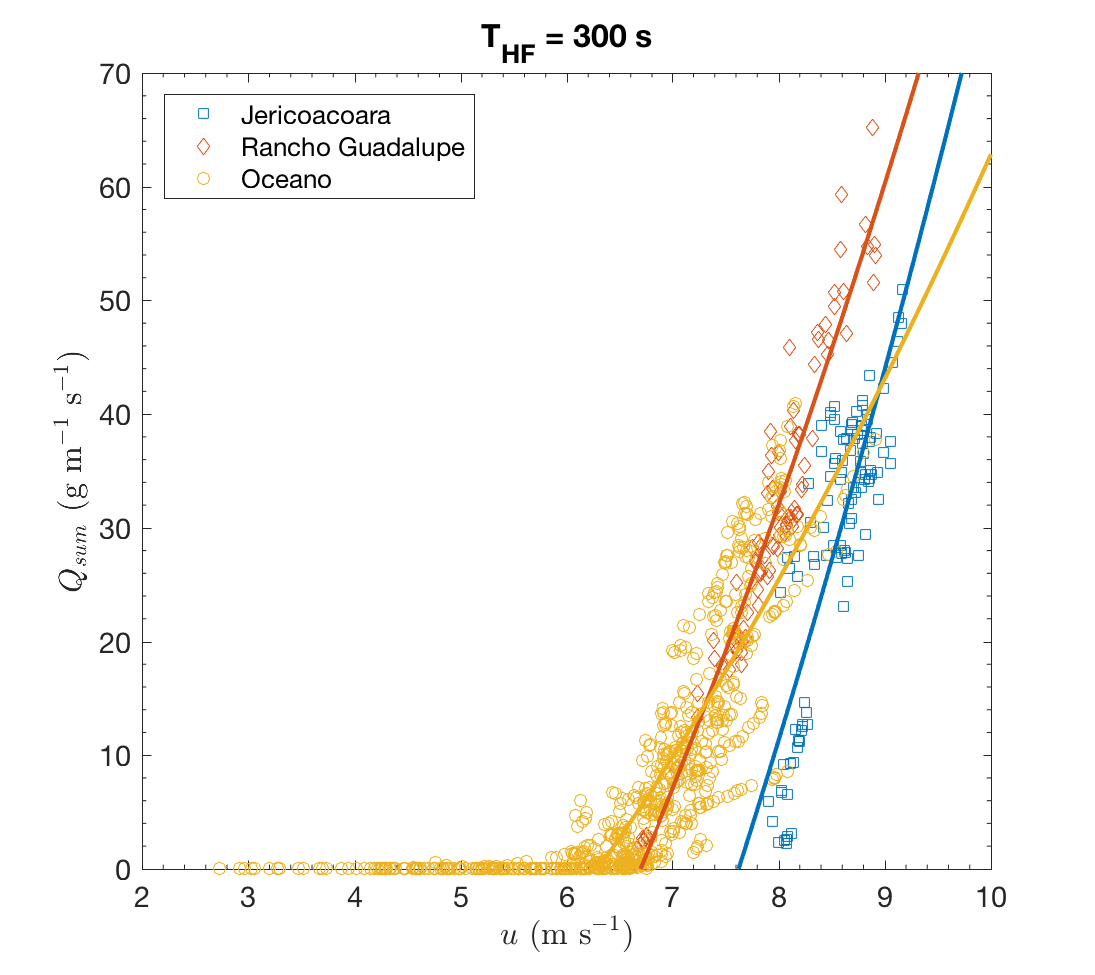 T_HF = 300 s
Jericoacoara
Rancho Guadalupe
Oceano
70
60
50
40
30
20
10
0
Q_sum (g m⁻¹ s⁻¹)
2 3 4 5 6 7 8 9 10
u (m s⁻¹)